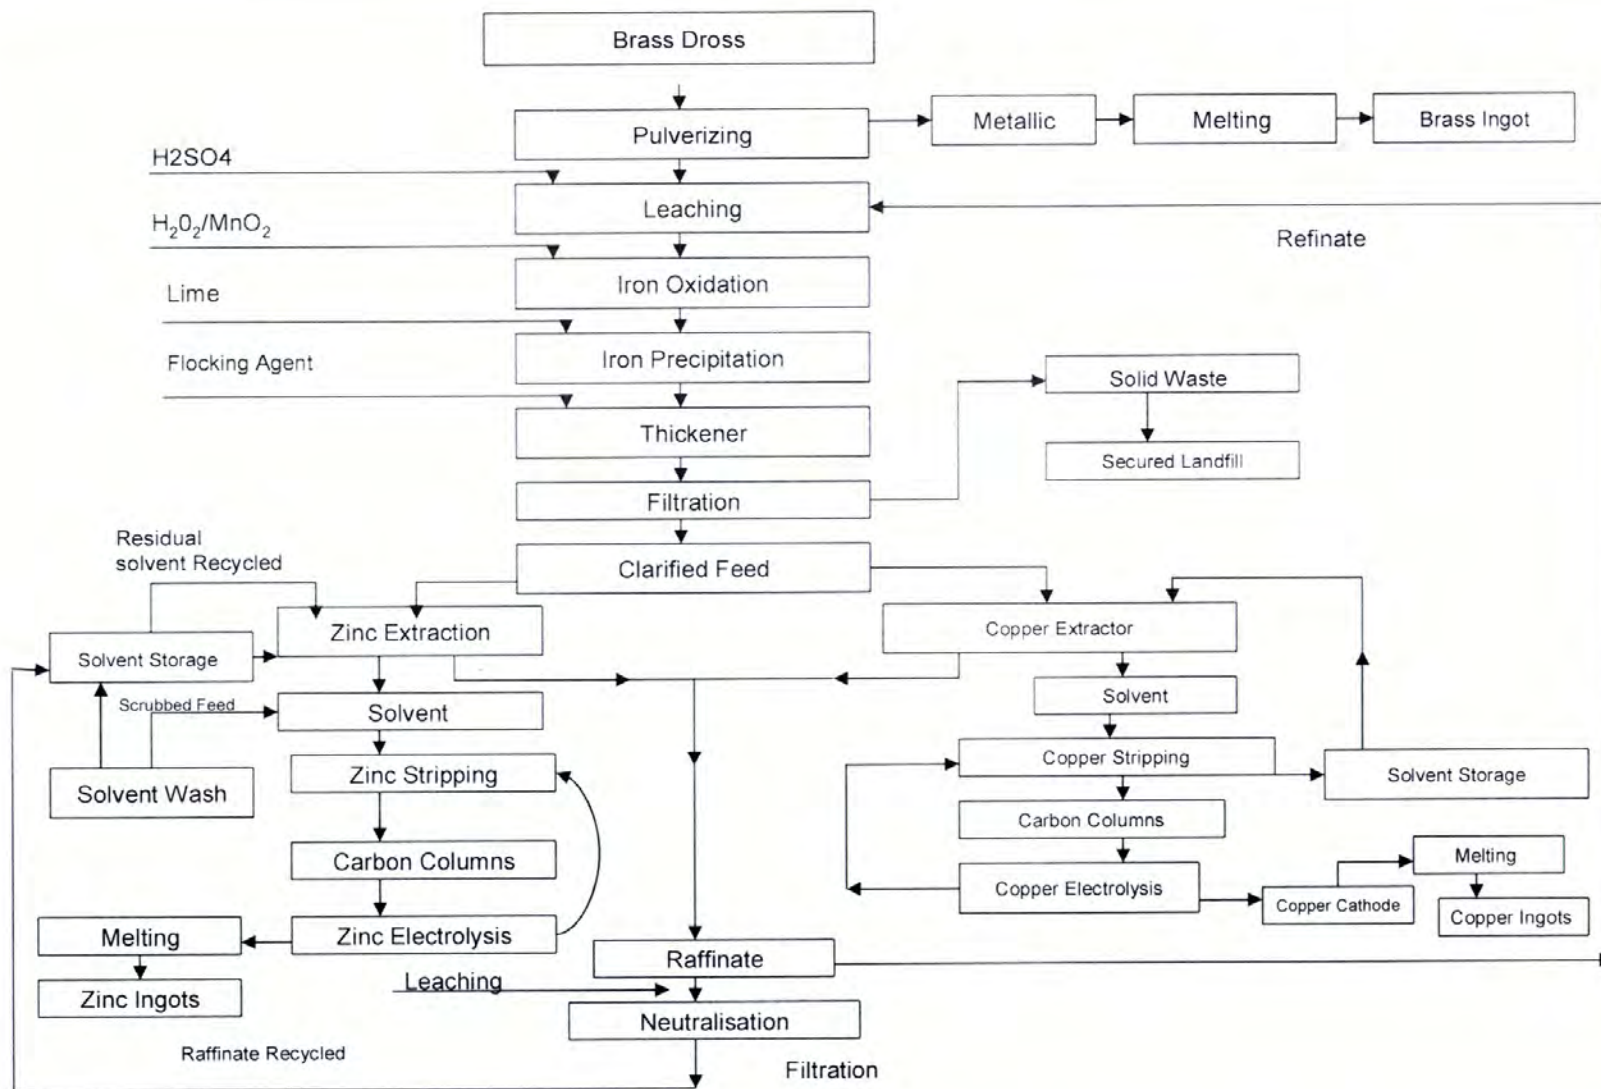 Brass Dross
Pulverizing
Metallic
Melting
Brass Ingot
H2SO4
Leaching
H₂0₂/MnO₂
Refinate
Iron Oxidation
Lime
Iron Precipitation
Flocking Agent
Solid Waste
Thickener
Secured Landfill
Filtration
Residual
solvent Recycled
Clarified Feed
Zinc Extraction
Copper Extractor
Solvent Storage
Solvent
Scrubbed Feed
Solvent
Copper Stripping
Zinc Stripping
Solvent Storage
Solvent Wash
Carbon Columns
Carbon Columns
Melting
Copper Electrolysis
Copper Cathode
Copper Ingots
Melting
Zinc Electrolysis
Raffinate
Leaching
Zinc Ingots
Neutralisation
Raffinate Recycled
Filtration